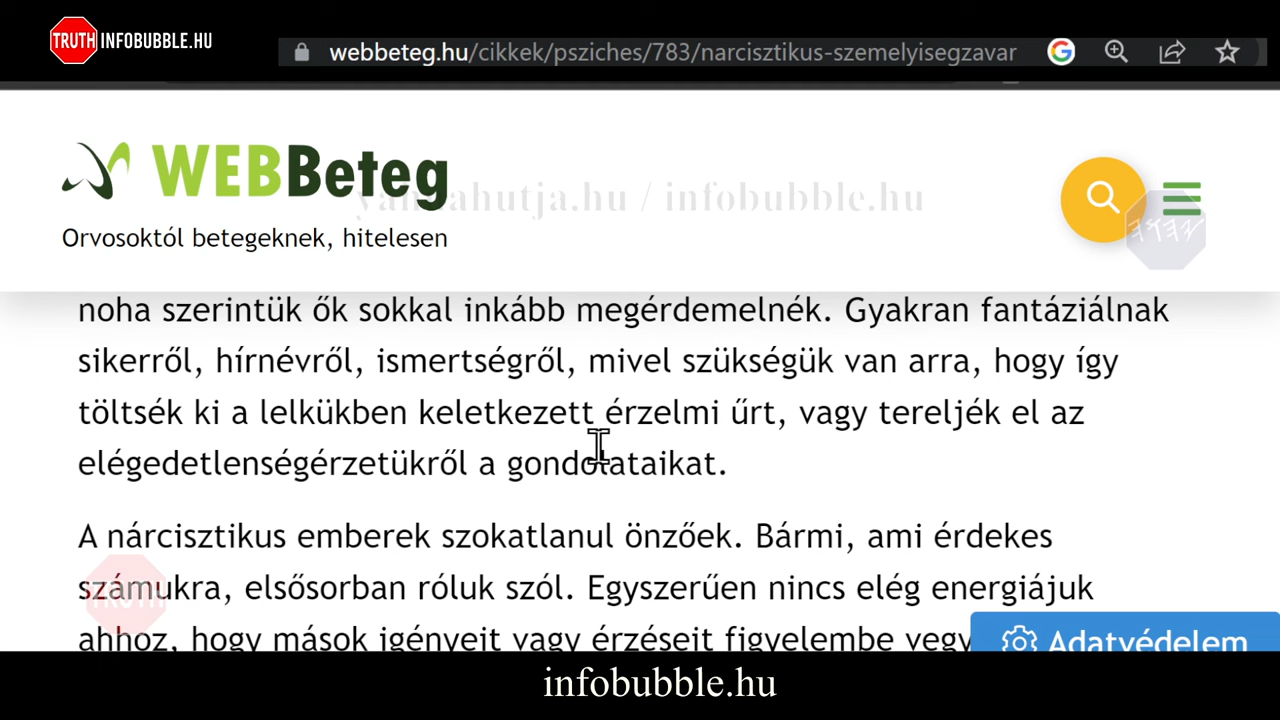 TRUTH INFOBUBBLE.HU
webbeteg.hu/cikkek/psziches/783/narcisztikus-szemelyisegzavar
WEBBeteg
Orvosoktól betegeknek, hitelesen
/ infobubble.hu
noha szerintük ők sokkal inkább megérdemelnék. Gyakran fantáziálnak
sikerről, hírnévről, ismertségről, mivel szükségük van arra, hogy így
töltsék ki a lelkükben keletkezett érzelmi űrt, vagy tereljék el az
elégedetlenségérzetükről a gondolataikat.
A nárcisztikus emberek szokatlanul önzőek. Bármi, ami érdekes
számukra, elsősorban róluk szól. Egyszerűen nincs elég energiájuk
TRUTH
ahhoz, hogy mások igényeit vagy érzéseit figyelembe
Adatvédelem
infobubble.hu